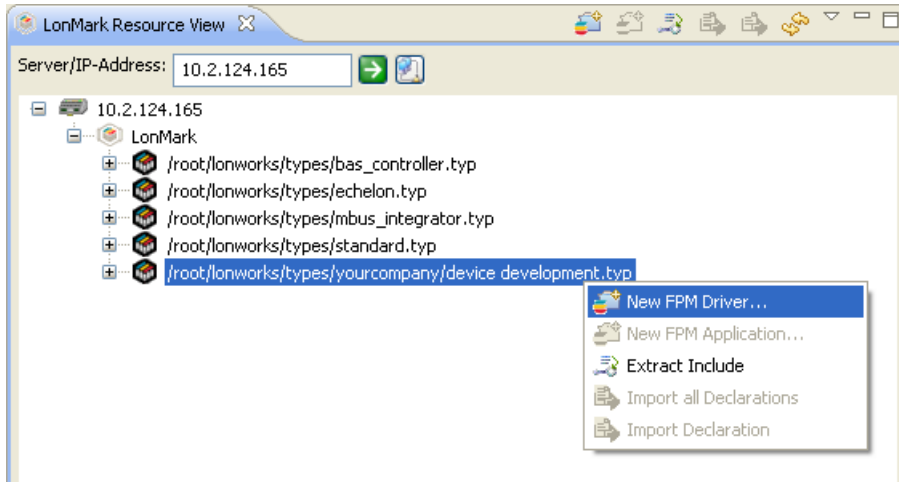 LonMark Resource View
Server/IP-Address: 10.2.124.165
10.2.124.165
LonMark
/root/lonworks/types/bas_controller.typ
/root/lonworks/types/echelon.typ
/root/lonworks/types/mbus_integrator.typ
/root/lonworks/types/standard.typ
/root/lonworks/types/yourcompany/device development.typ
New FPM Driver...
New FPM Application...
Extract Include
Import all Declarations
Import Declaration